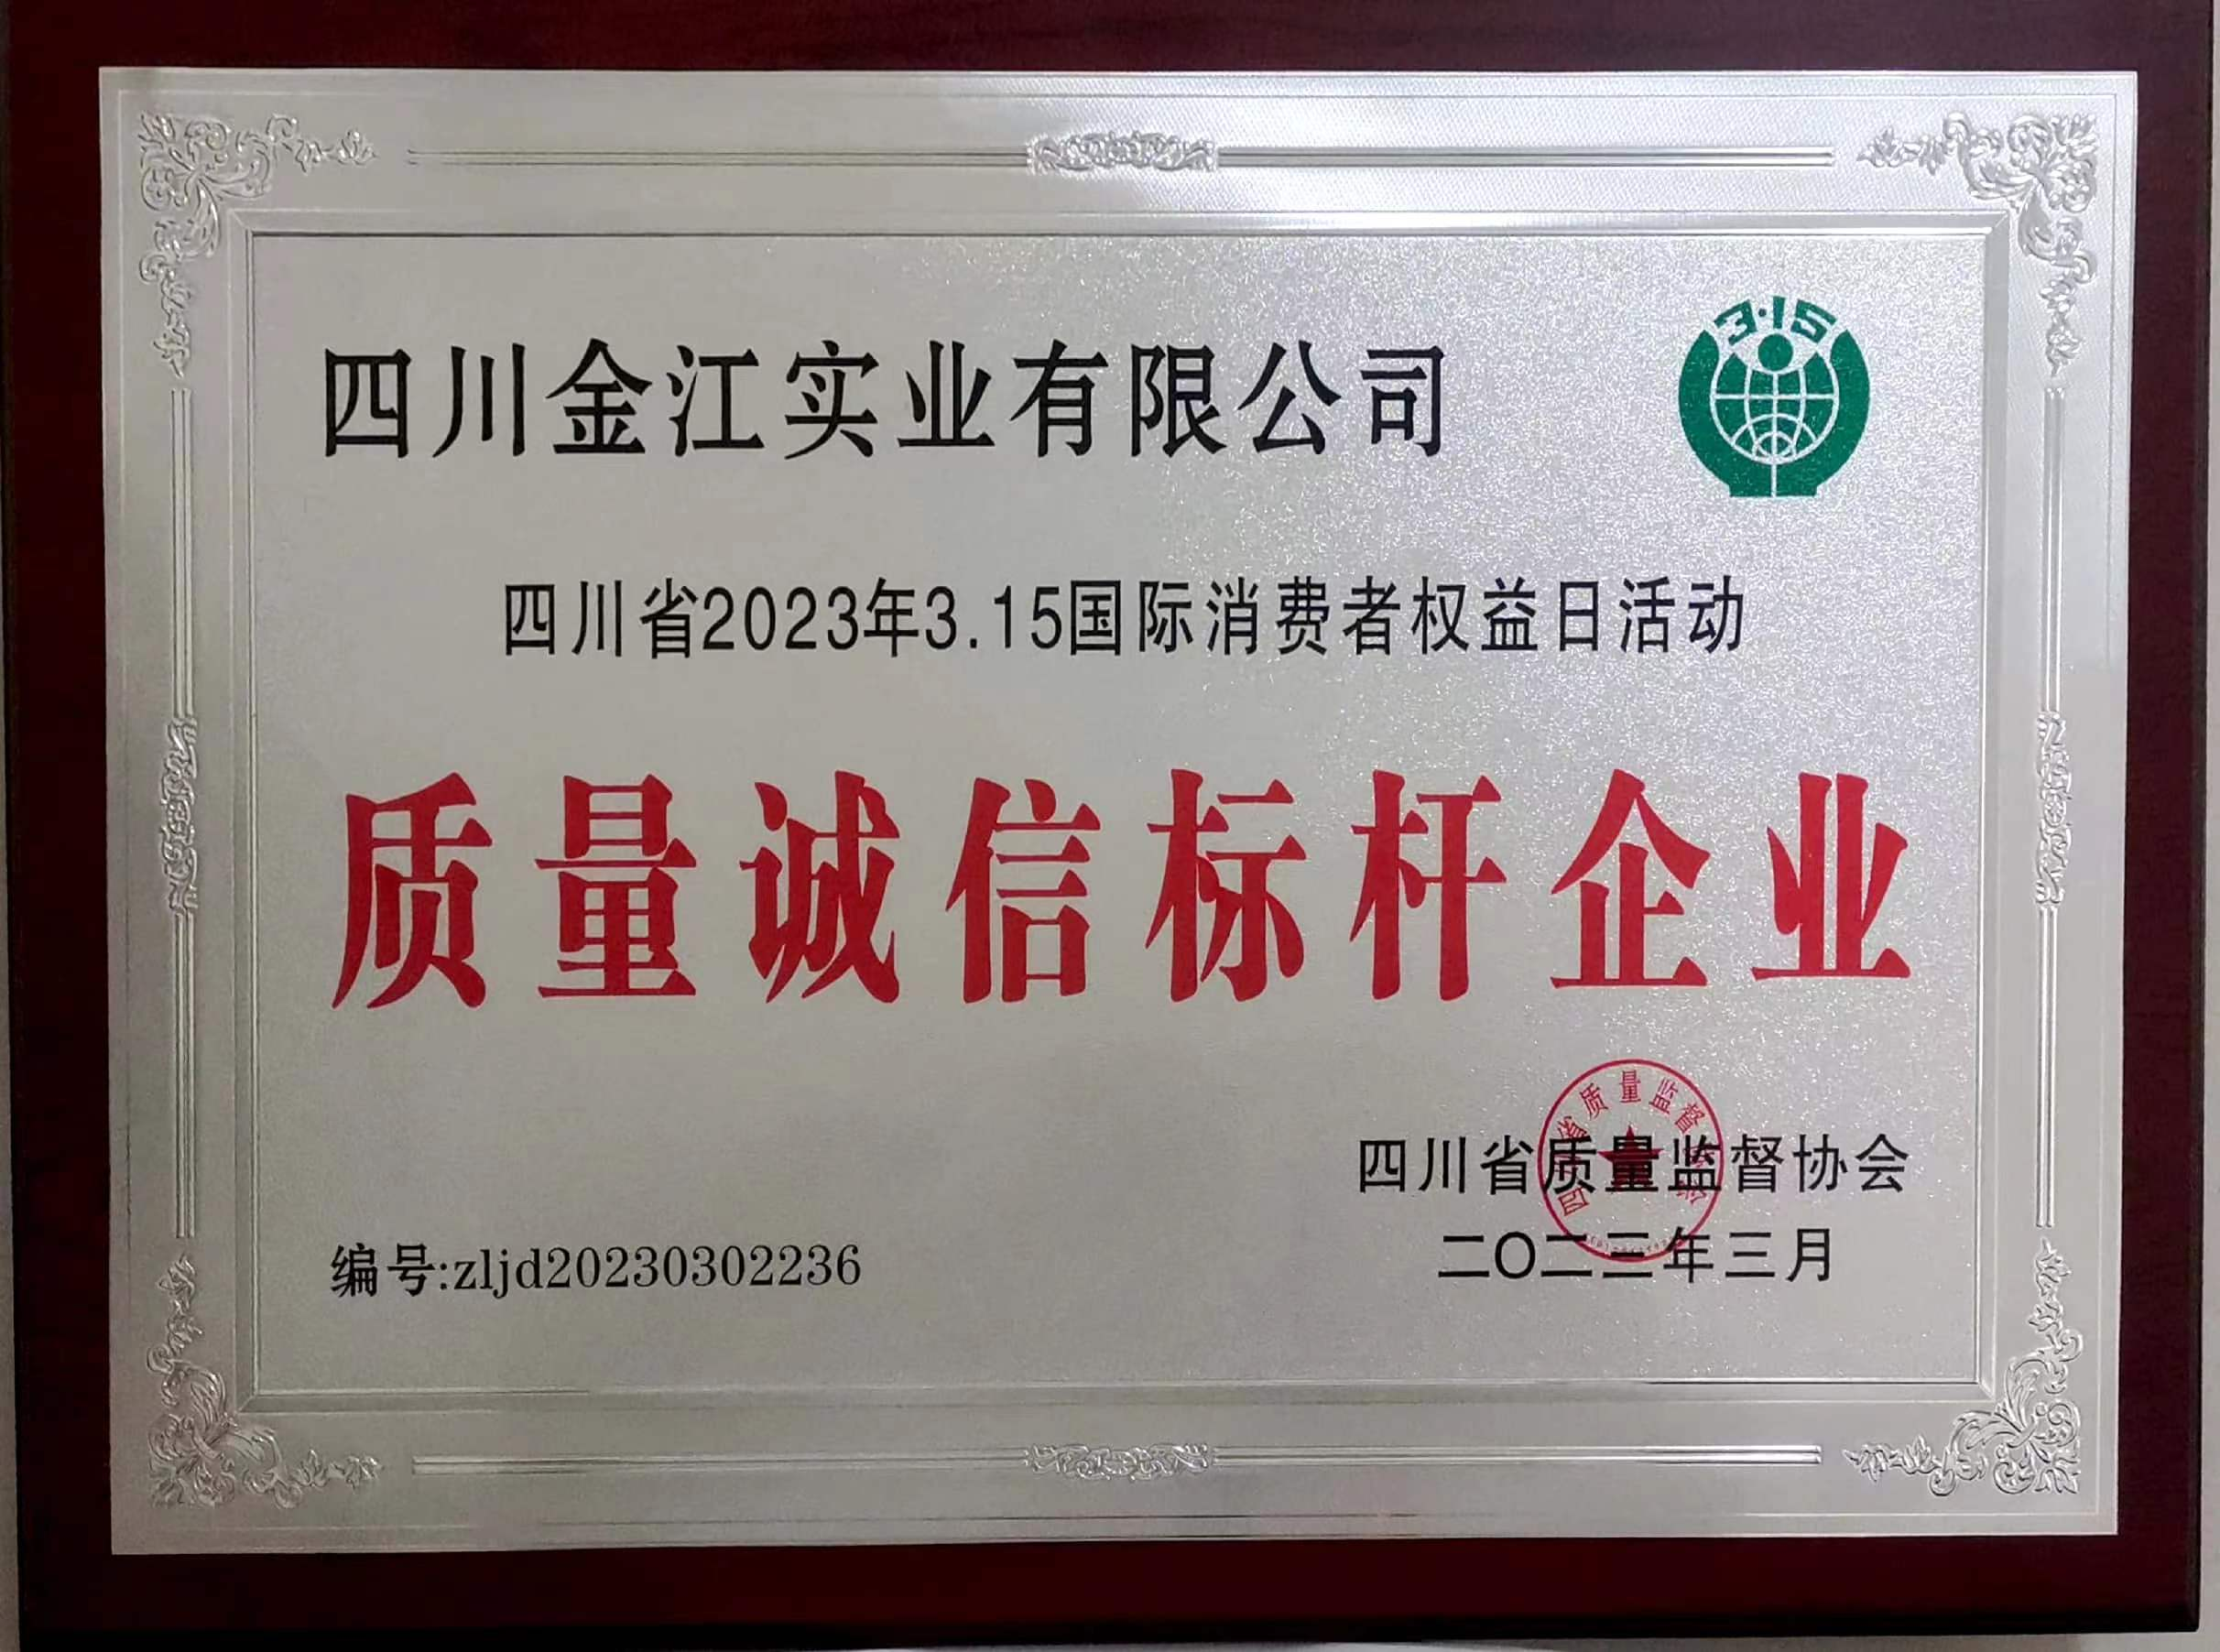 四川金江实业有限公司
3·15
四川省2023年3.15国际消费者权益日活动
质量诚信标杆企业
四川省质量监督协会
二〇二三年三月
编号:zljd20230302236